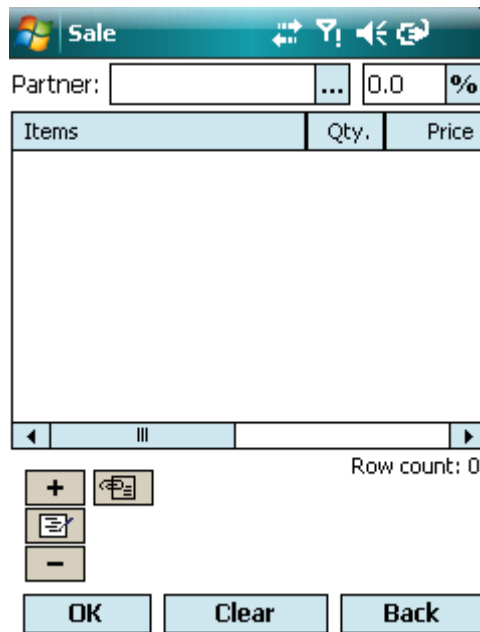 Sale
Partner: ... 0.0 %
Items Qty. Price
Row count: 0
+
−
OK Clear Back